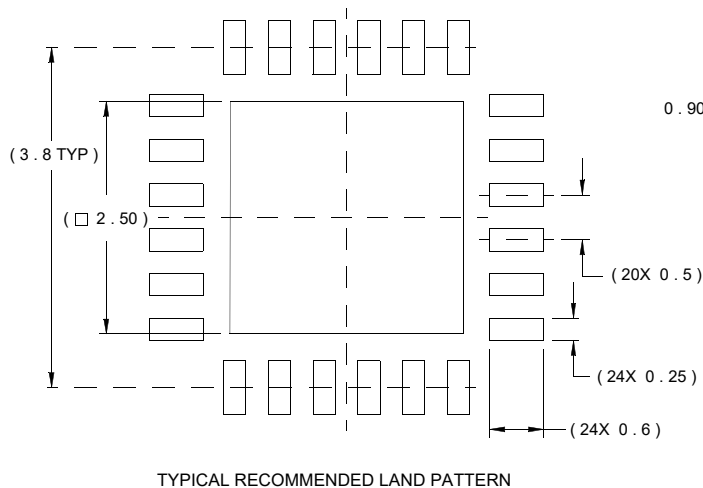 0.90
( 3 . 8 TYP )
( □ 2 . 50 )
( 20X 0 . 5 )
( 24X 0 . 25 )
( 24X 0 . 6 )
TYPICAL RECOMMENDED LAND PATTERN